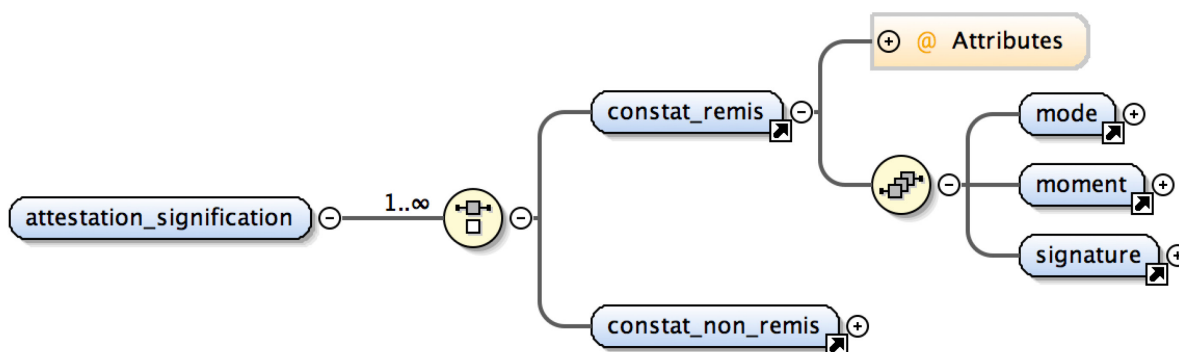 @ Attributes
constat_remis
mode
1..∞
moment
attestation_signification
signature
constat_non_remis